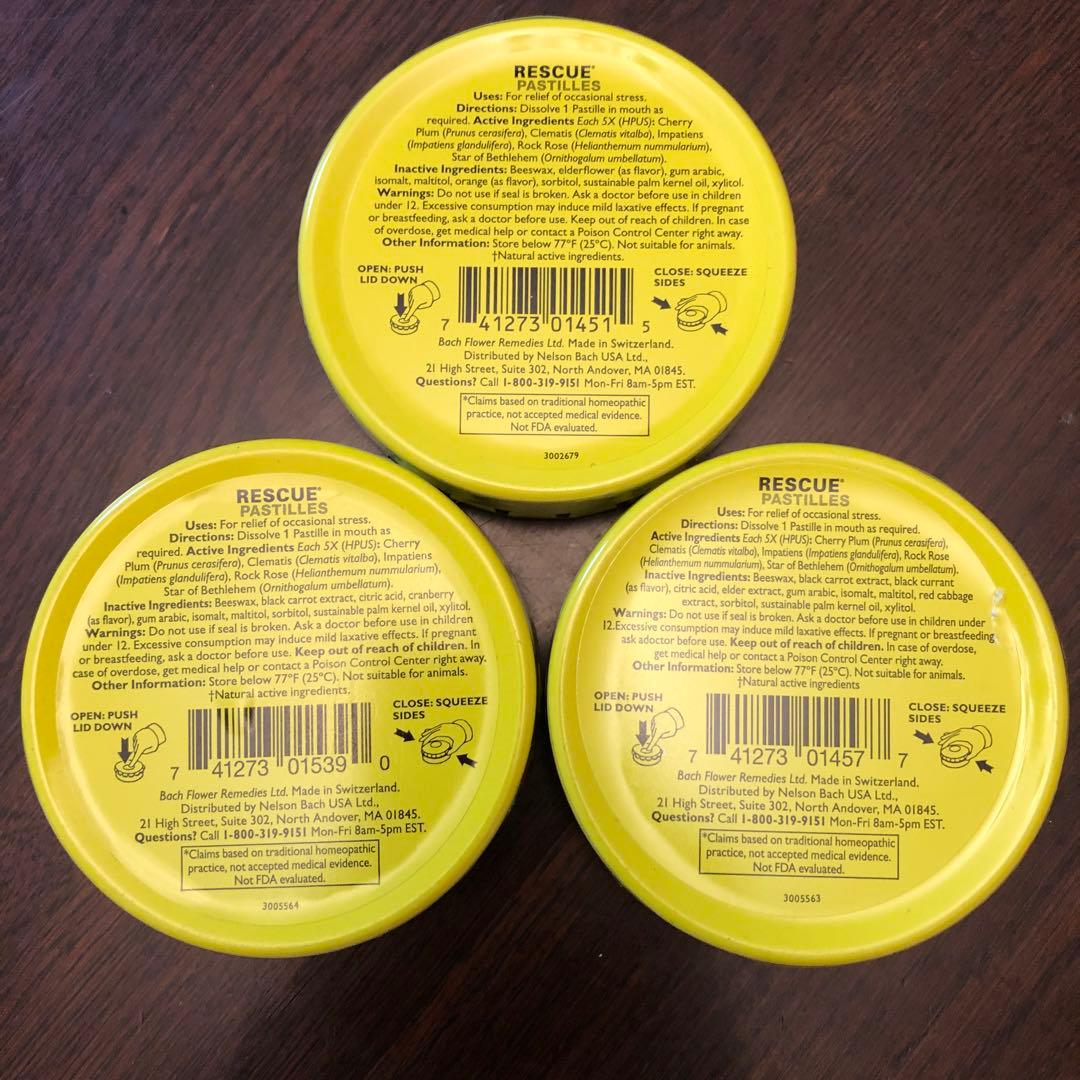 RESCUE®
PASTILLES
Uses: For relief of occasional stress.
Directions: Dissolve 1 Pastille in mouth as
required. Active Ingredients Each 5X (HPUS): Cherry
Plum (Prunus cerasifera), Clematis (Clematis vitalba), Impatiens
(Impatiens glandulifera), Rock Rose (Helianthemum nummularium),
Star of Bethlehem (Ornithogalum umbellatum).
Inactive Ingredients: Beeswax, elderflower (as flavor), gum arabic,
isomalt, maltitol, orange (as flavor), sorbitol, sustainable palm kernel oil, xylitol.
Warnings: Do not use if seal is broken. Ask a doctor before use in children
under 12. Excessive consumption may induce mild laxative effects. If pregnant
or breastfeeding, ask a doctor before use. Keep out of reach of children. In case
of overdose, get medical help or contact a Poison Control Center right away.
Other Information: Store below 77°F (25°C). Not suitable for animals.
†Natural active ingredients.
OPEN: PUSH
LID DOWN
CLOSE: SQUEEZE
SIDES
7 41273 01451 5
Bach Flower Remedies Ltd. Made in Switzerland.
Distributed by Nelson Bach USA Ltd.,
21 High Street, Suite 302, North Andover, MA 01845.
Questions? Call 1-800-319-9151 Mon-Fri 8am-5pm EST.
*Claims based on traditional homeopathic
practice, not accepted medical evidence.
Not FDA evaluated.
3002679
RESCUE®
PASTILLES
Uses: For relief of occasional stress.
Directions: Dissolve 1 Pastille in mouth as
required. Active Ingredients Each 5X (HPUS): Cherry
Plum (Prunus cerasifera), Clematis (Clematis vitalba), Impatiens
(Impatiens glandulifera), Rock Rose (Helianthemum nummularium),
Star of Bethlehem (Ornithogalum umbellatum).
Inactive Ingredients: Beeswax, black carrot extract, citric acid, cranberry
(as flavor), gum arabic, isomalt, maltitol, sorbitol, sustainable palm kernel oil, xylitol.
Warnings: Do not use if seal is broken. Ask a doctor before use in children
under 12. Excessive consumption may induce mild laxative effects. If pregnant
or breastfeeding, ask a doctor before use. Keep out of reach of children. In
case of overdose, get medical help or contact a Poison Control Center right away.
Other Information: Store below 77°F (25°C). Not suitable for animals.
†Natural active ingredients.
OPEN: PUSH
LID DOWN
CLOSE: SQUEEZE
SIDES
7 41273 01539 0
Bach Flower Remedies Ltd. Made in Switzerland.
Distributed by Nelson Bach USA Ltd.,
21 High Street, Suite 302, North Andover, MA 01845.
Questions? Call 1-800-319-9151 Mon-Fri 8am-5pm EST.
*Claims based on traditional homeopathic
practice, not accepted medical evidence.
Not FDA evaluated.
3005564
RESCUE®
PASTILLES
Uses: For relief of occasional stress.
Directions: Dissolve 1 Pastille in mouth as required.
Active Ingredients Each 5X (HPUS): Cherry Plum (Prunus cerasifera),
Clematis (Clematis vitalba), Impatiens (Impatiens glandulifera), Rock Rose
(Helianthemum nummularium), Star of Bethlehem (Ornithogalum umbellatum).
Inactive Ingredients: Beeswax, black carrot extract, black currant
(as flavor), citric acid, elder extract, gum arabic, isomalt, maltitol, red cabbage
extract, sorbitol, sustainable palm kernel oil, xylitol.
Warnings: Do not use if seal is broken. Ask a doctor before use in children under
12.Excessive consumption may induce mild laxative effects. If pregnant or breastfeeding,
ask adoctor before use. Keep out of reach of children. In case of overdose,
get medical help or contact a Poison Control Center right away.
Other Information: Store below 77°F (25°C). Not suitable for animals.
†Natural active ingredients
OPEN: PUSH
LID DOWN
CLOSE: SQUEEZE
SIDES
7 41273 01457 7
Bach Flower Remedies Ltd. Made in Switzerland.
Distributed by Nelson Bach USA Ltd.,
21 High Street, Suite 302, North Andover, MA 01845.
Questions? Call 1-800-319-9151 Mon-Fri 8am-5pm EST.
*Claims based on traditional homeopathic
practice, not accepted medical evidence.
Not FDA evaluated.
3005563